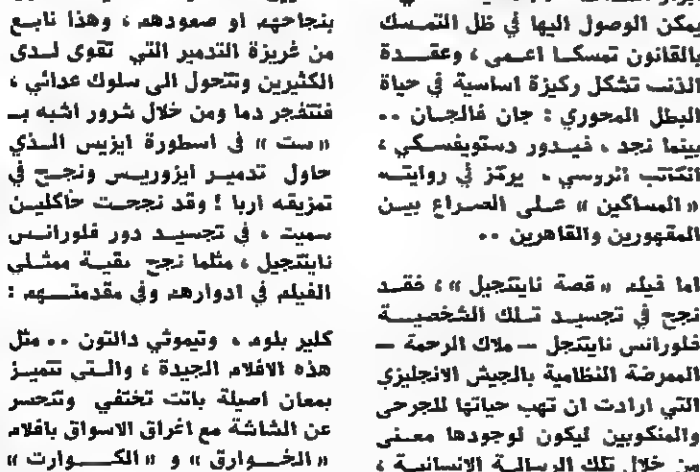 يمكن الوصول اليها في ظل التمسك
بالقانون تمسكا اعمى ، وعقدة
الذنب تشكل ركيزة اساسية في حياة
البطل المحوري : جان فالجان ..
بينما نجد ، فيدور دستويفسكي ،
الكاتب الروسي ، يركز في روايته
« المساكين » على الصراع بين
المقهورين والقاهرين ..
اما فيلم « قصة نايتنجيل » ، فقد
نجح في تجسيد تلك الشخصية
فلورانس نايتنجل — ملاك الرحمة —
الممرضة النظامية بالجيش الانجليزي
التي ارادت ان تهب حياتها للجرحى
والمنكوبين ليكون لوجودها معنى
من خلال تلك الرسالة الانسانية ،
بنجاحهم او صعودهم ، وهذا نابع
من غريزة التدمير التي تقوى لدى
الكثيرين وتتحول الى سلوك عدائي ،
فتتفجر دما ومن خلال شرور اشبه بـ
« ست » في اسطورة ايزيس الذي
حاول تدمير ايزوريس ونجح في
تمزيقه اربا ! وقد نجحت جاكلين
سميت ، في تجسيد دور فلورانس
نايتنجيل ، مثلما نجح بقية ممثلي
الفيلم في ادوارهم وفي مقدمتهم :
كلير بلوم ، وتيموثي دالتون .. مثل
هذه الافلام الجيدة ، والتي تتميز
بمعان اصيلة باتت تختفي وتنحسر
عن الشاشة مع اغراق الاسواق بافلام
« الخوارق » و « الكوارث »